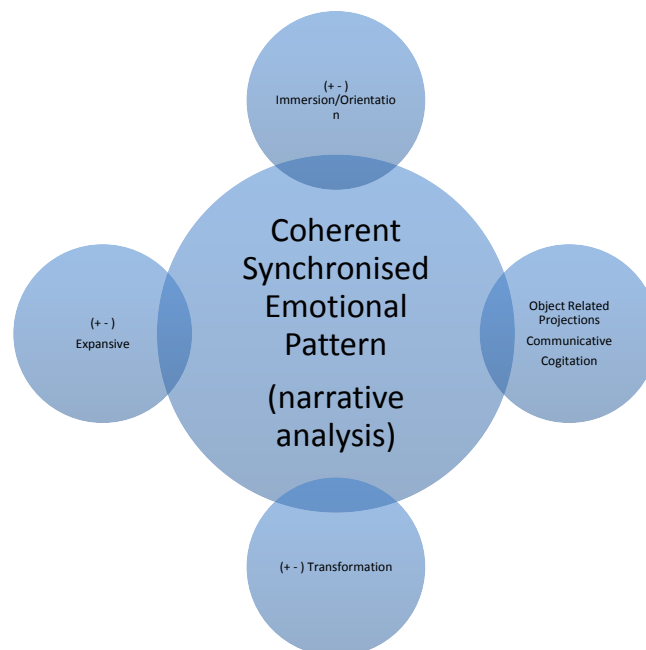 (+ - )
Immersion/Orientatio
n
Coherent
Synchronised
Emotional
Pattern
(narrative
analysis)
(+ - )
Expansive
Object Related
Projections
Communicative
Cogitation
(+ - ) Transformation